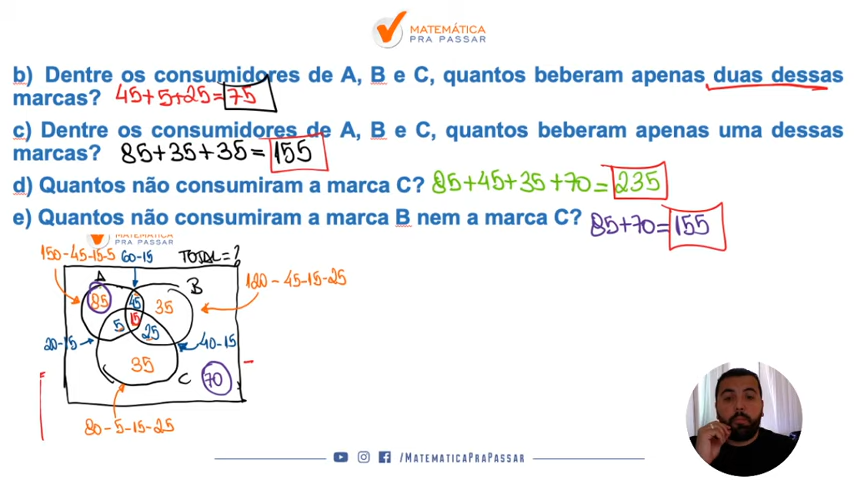 MATEMÁTICA
PRA PASSAR
b) Dentre os consumidores de A, B e C, quantos beberam apenas duas dessas
marcas? 45+5+25=75
c) Dentre os consumidores de A, B e C, quantos beberam apenas uma dessas
marcas? 85+35+35=155
d) Quantos não consumiram a marca C? 85+45+35+70=235
e) Quantos não consumiram a marca B nem a marca C? 85+70=155
MATEMÁTICA
PRA PASSAR
150-45-15-5 60-15 TOTAL=?
A B
85 45 35 120-45-15-25
15
5 25
20-15 40-15
35
C 70
80-5-15-25
/MATEMATICAPRAPASSAR